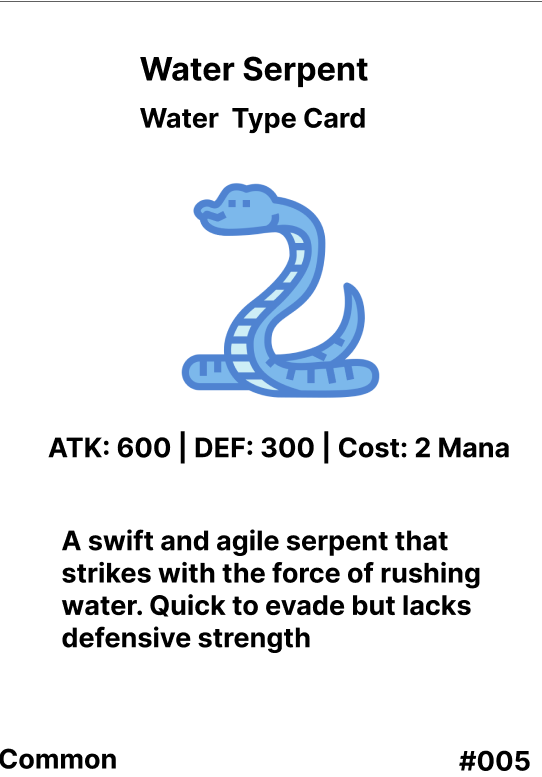 Water Serpent
Water  Type Card
ATK: 600 | DEF: 300 | Cost: 2 Mana
A swift and agile serpent that
strikes with the force of rushing
water. Quick to evade but lacks
defensive strength
Common
#005